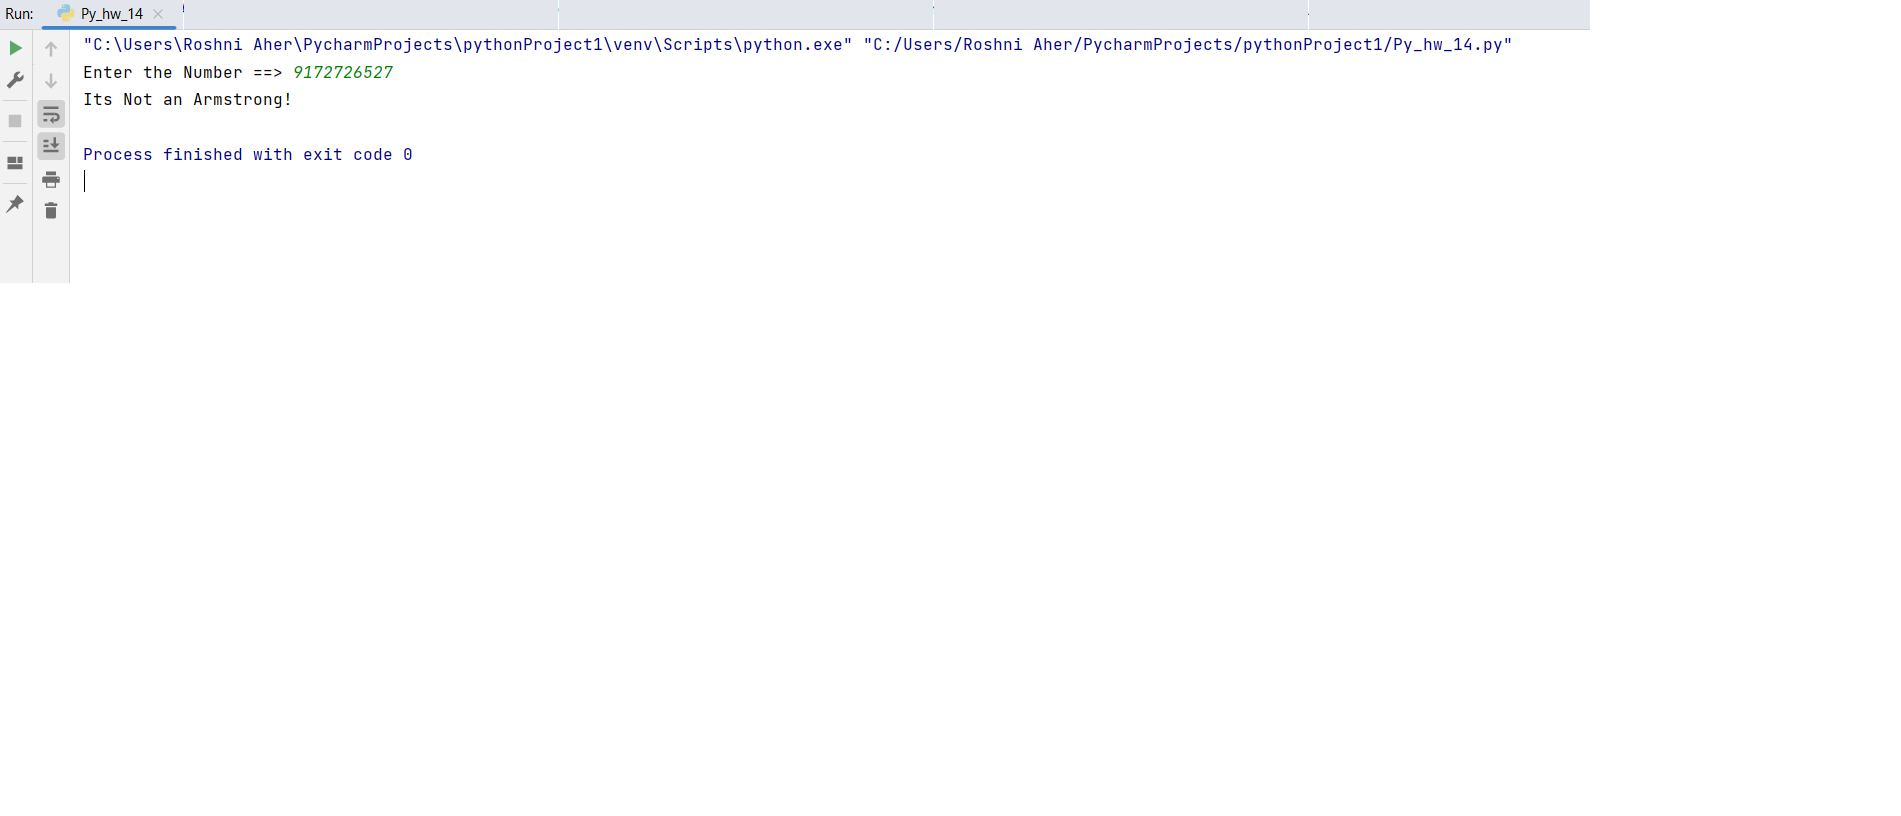 Run: Py_hw_14
"C:\Users\Roshni Aher\PycharmProjects\pythonProject1\venv\Scripts\python.exe" "C:/Users/Roshni Aher/PycharmProjects/pythonProject1/Py_hw_14.py"
Enter the Number ==> 9172726527
Its Not an Armstrong!
Process finished with exit code 0